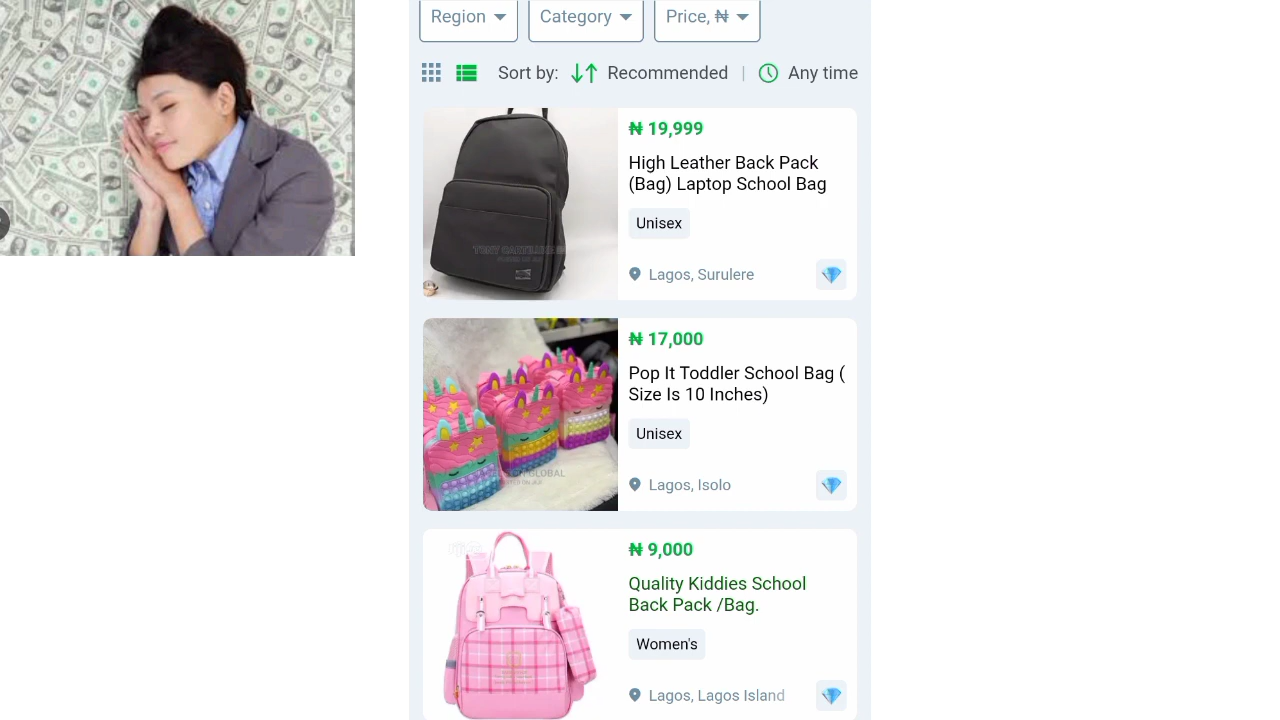 Region
Category
Price, ₦
Sort by:
Recommended
|
Any time
₦ 19,999
High Leather Back Pack
(Bag) Laptop School Bag
Unisex
Lagos, Surulere
₦ 17,000
Pop It Toddler School Bag (
Size Is 10 Inches)
Unisex
Lagos, Isolo
₦ 9,000
Quality Kiddies School
Back Pack /Bag.
Women's
Lagos, Lagos Island